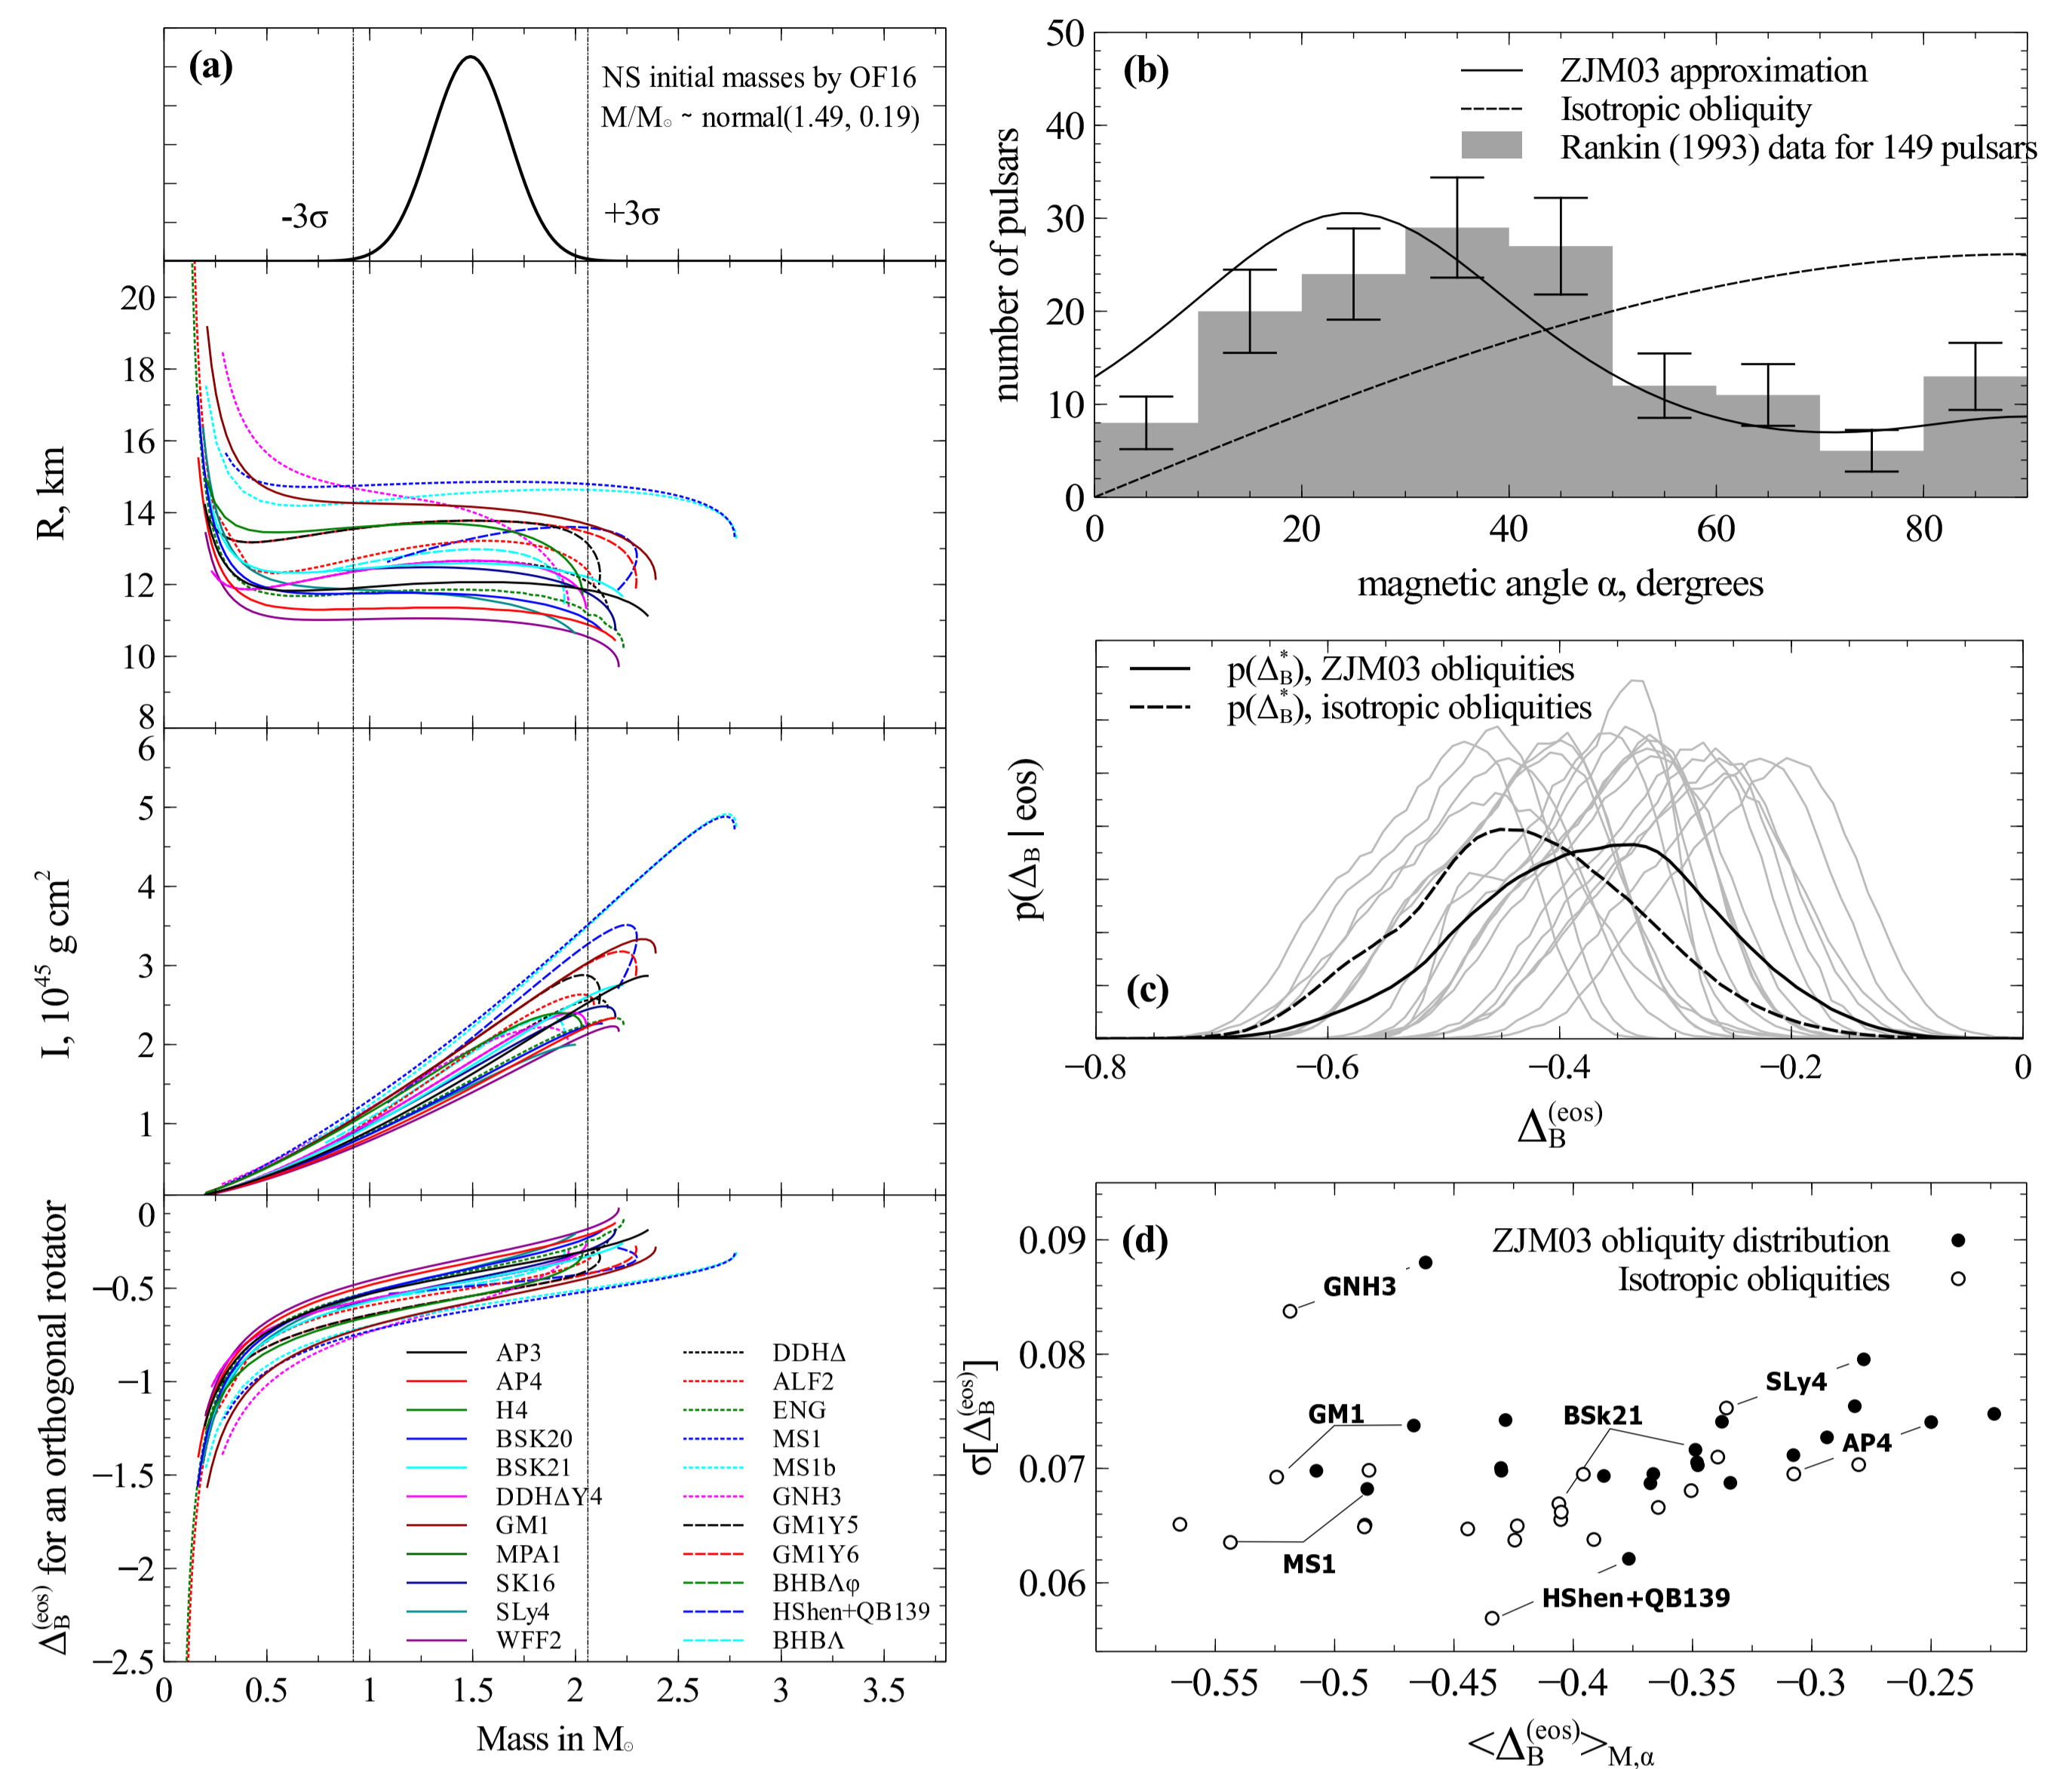 (a)
NS initial masses by OF16
M/M☉ ~ normal(1.49, 0.19)
-3σ
+3σ
20
18
16
14
12
10
8
R, km
6
5
4
3
2
1
I, 10⁴⁵ g cm²
0
−0.5
−1
−1.5
−2
−2.5
Δ_B^(eos) for an orthogonal rotator
AP3
AP4
H4
BSK20
BSK21
DDHΔY4
GM1
MPA1
SK16
SLy4
WFF2
DDHΔ
ALF2
ENG
MS1
MS1b
GNH3
GM1Y5
GM1Y6
BHBΛφ
HShen+QB139
BHBΛ
0 0.5 1 1.5 2 2.5 3 3.5
Mass in M☉
(b)
ZJM03 approximation
Isotropic obliquity
Rankin (1993) data for 149 pulsars
50
40
30
20
10
0
number of pulsars
0 20 40 60 80
magnetic angle α, dergrees
p(Δ_B^*), ZJM03 obliquities
p(Δ_B^*), isotropic obliquities
p(Δ_B | eos)
(c)
−0.8 −0.6 −0.4 −0.2 0
Δ_B^(eos)
(d)
ZJM03 obliquity distribution
Isotropic obliquities
0.09
0.08
0.07
0.06
σ[Δ_B^(eos)]
GNH3
SLy4
GM1
BSk21
AP4
MS1
HShen+QB139
−0.55 −0.5 −0.45 −0.4 −0.35 −0.3 −0.25
<Δ_B^(eos)>_M,α